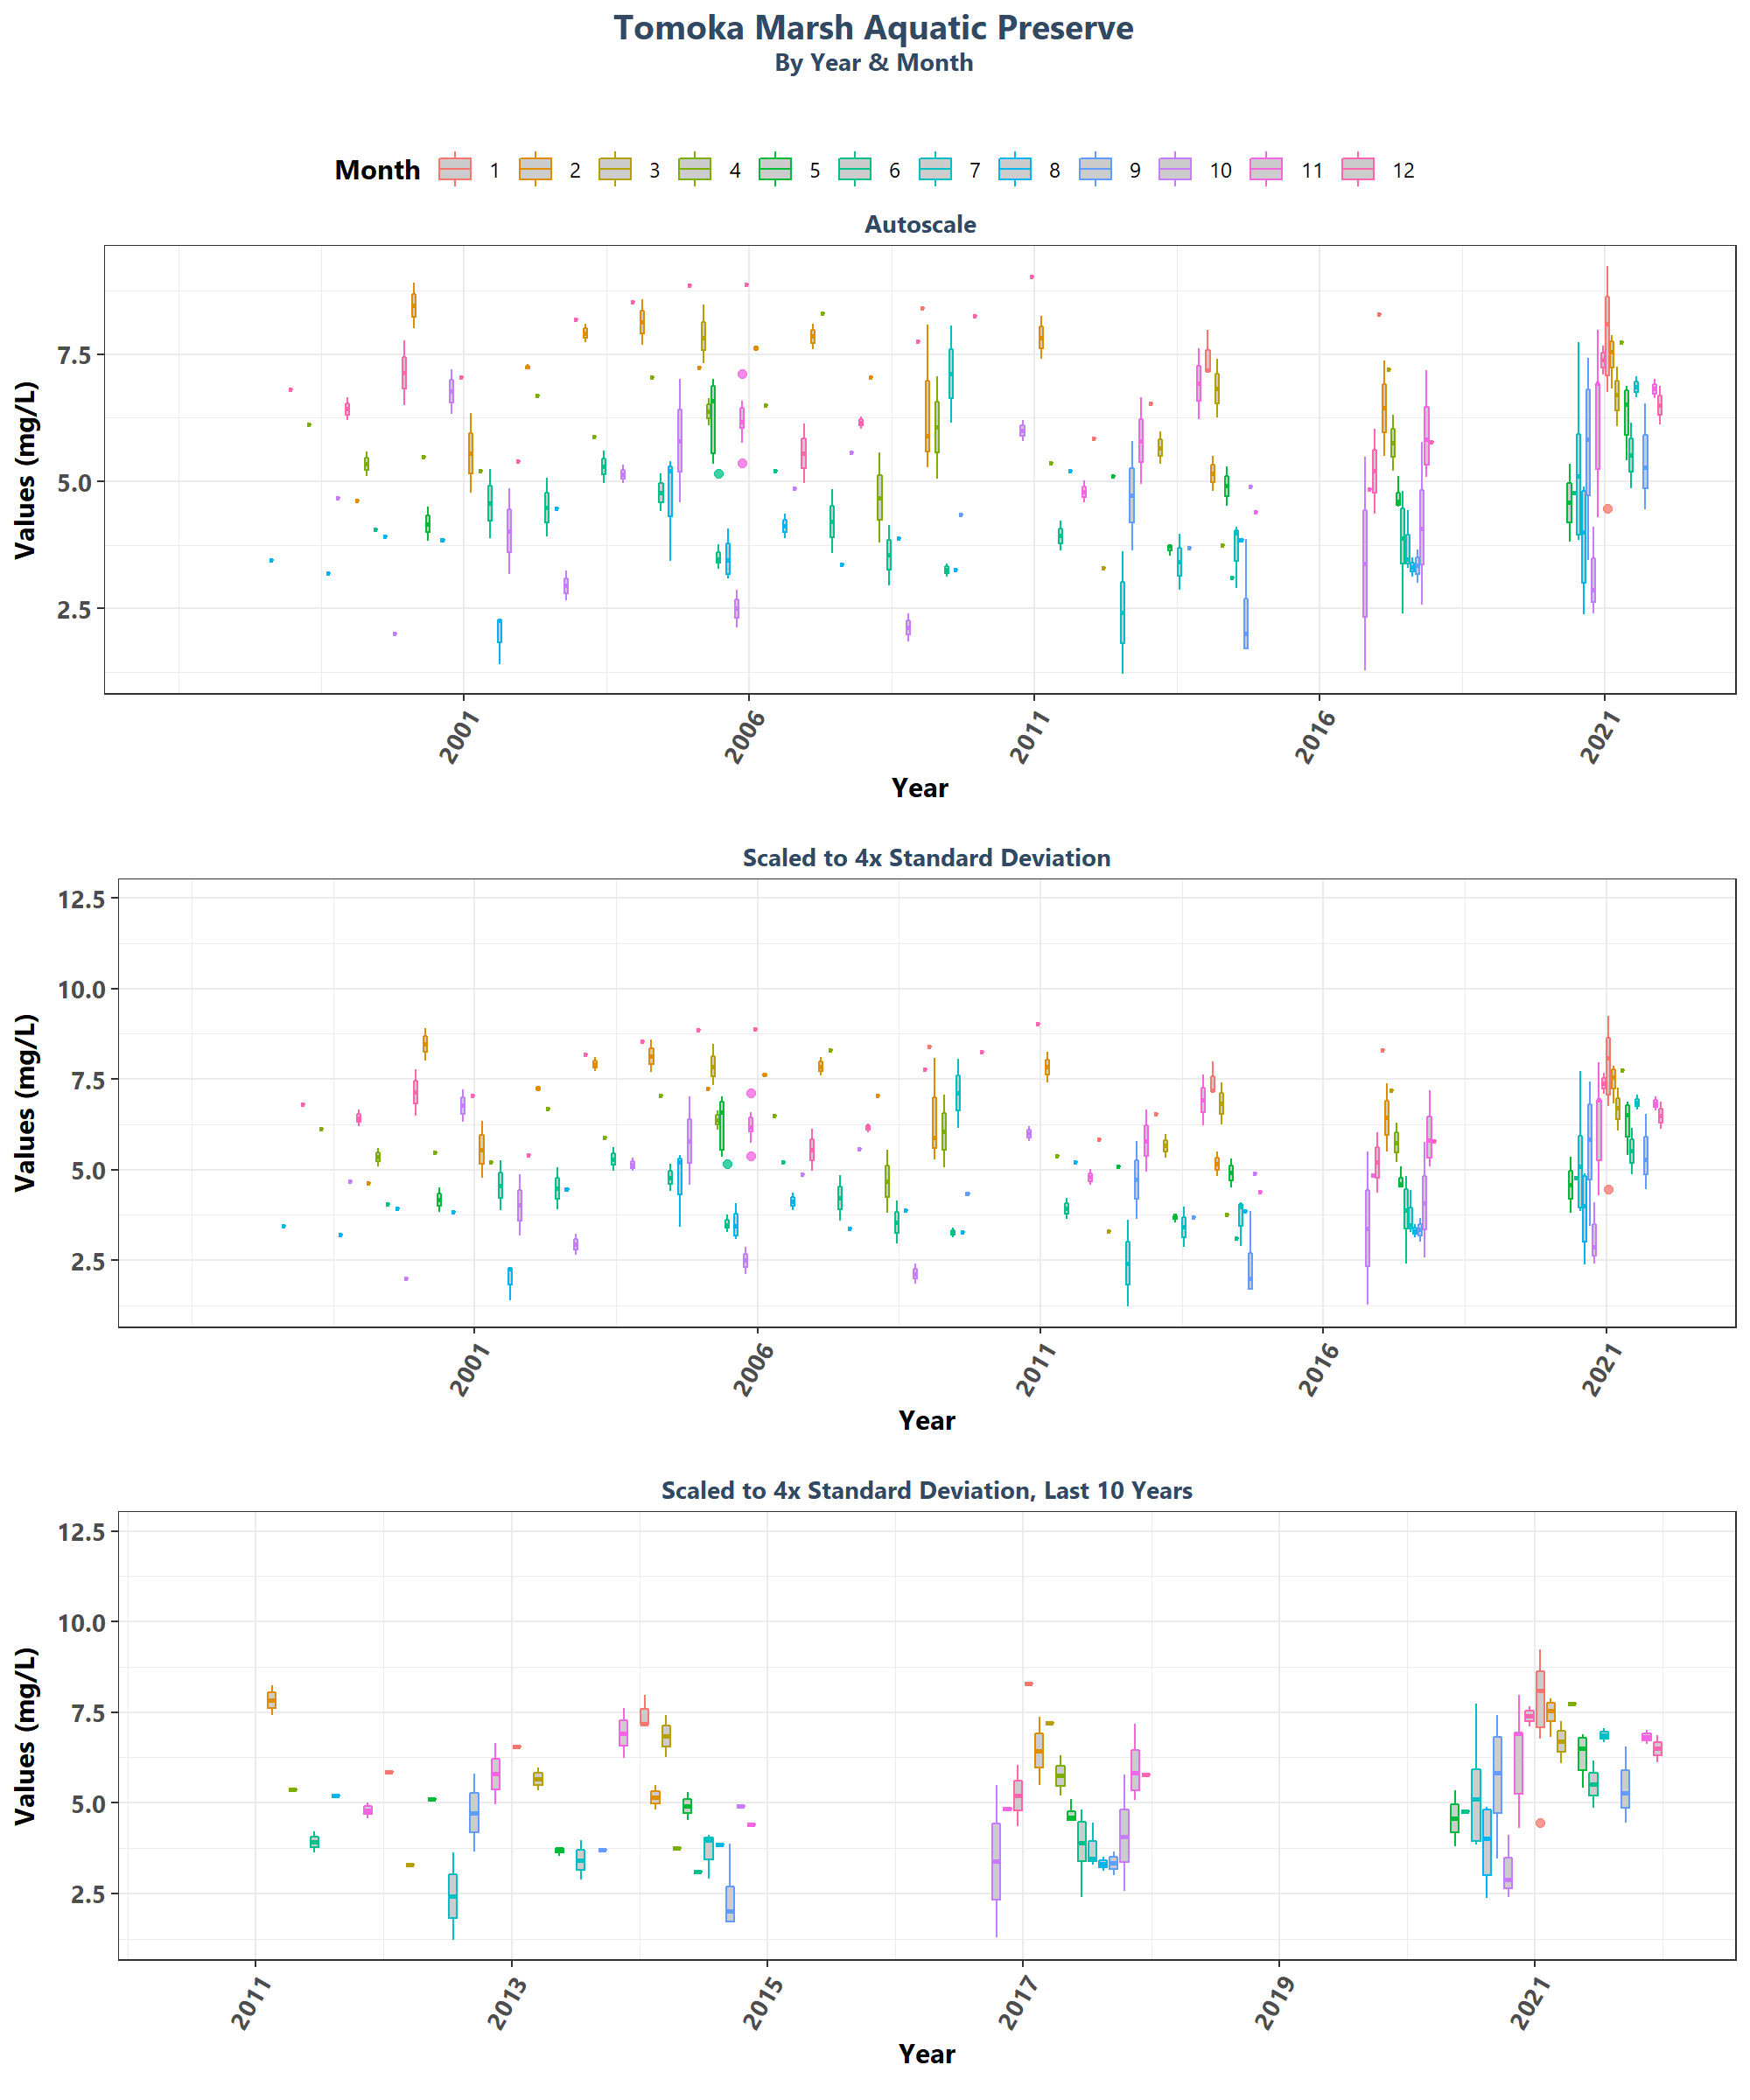 Tomoka Marsh Aquatic Preserve
By Year & Month
Month 1 2 3 4 5 6 7 8 9 10 11 12
Autoscale
Values (mg/L)
7.5
5.0
2.5
2001 2006 2011 2016 2021
Year
Scaled to 4x Standard Deviation
Values (mg/L)
12.5
10.0
7.5
5.0
2.5
2001 2006 2011 2016 2021
Year
Scaled to 4x Standard Deviation, Last 10 Years
Values (mg/L)
12.5
10.0
7.5
5.0
2.5
2011 2013 2015 2017 2019 2021
Year